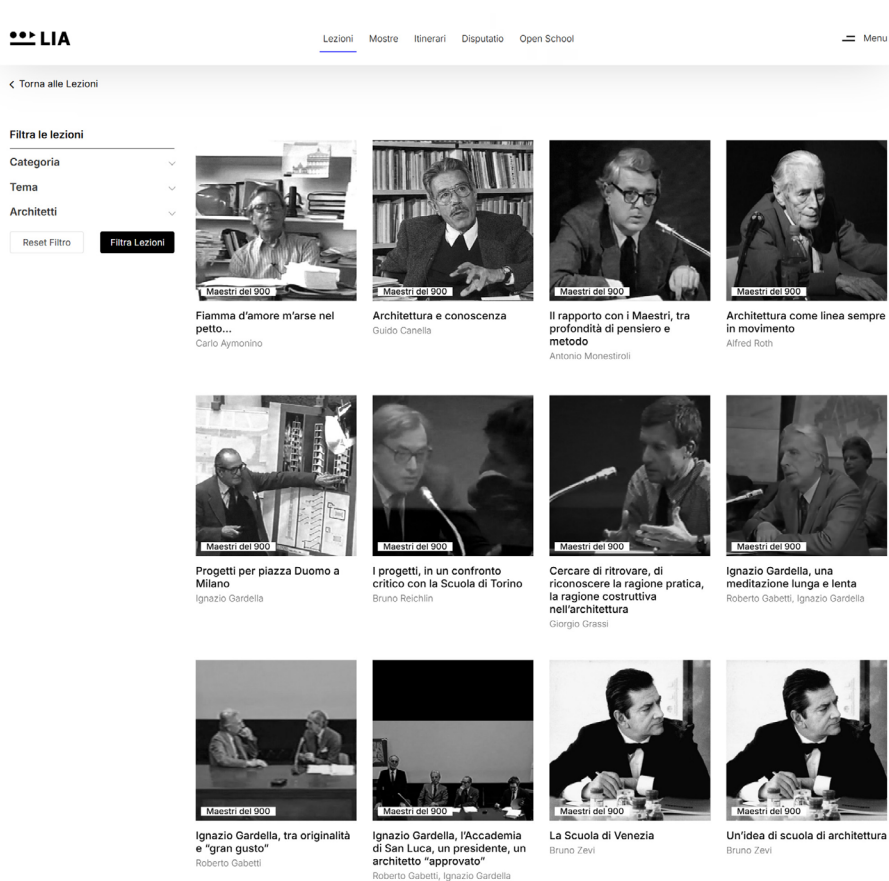 LIA
Lezioni Mostre Itinerari Disputatio Open School
Menu
Torna alle Lezioni
Filtra le lezioni
Categoria
Tema
Architetti
Reset Filtro Filtra Lezioni
Maestri del 900
Fiamma d’amore m’arse nel
petto...
Carlo Aymonino
Maestri del 900
Architettura e conoscenza
Guido Canella
Maestri del 900
Il rapporto con i Maestri, tra
profondità di pensiero e
metodo
Antonio Monestiroli
Maestri del 900
Architettura come linea sempre
in movimento
Alfred Roth
Maestri del 900
Progetti per piazza Duomo a
Milano
Ignazio Gardella
Maestri del 900
I progetti, in un confronto
critico con la Scuola di Torino
Bruno Reichlin
Maestri del 900
Cercare di ritrovare, di
riconoscere la ragione pratica,
la ragione costruttiva
nell’architettura
Giorgio Grassi
Maestri del 900
Ignazio Gardella, una
meditazione lunga e lenta
Roberto Gabetti, Ignazio Gardella
Maestri del 900
Ignazio Gardella, tra originalità
e “gran gusto”
Roberto Gabetti
Maestri del 900
Ignazio Gardella, l’Accademia
di San Luca, un presidente, un
architetto “approvato”
Roberto Gabetti, Ignazio Gardella
Maestri del 900
La Scuola di Venezia
Bruno Zevi
Maestri del 900
Un’idea di scuola di architettura
Bruno Zevi